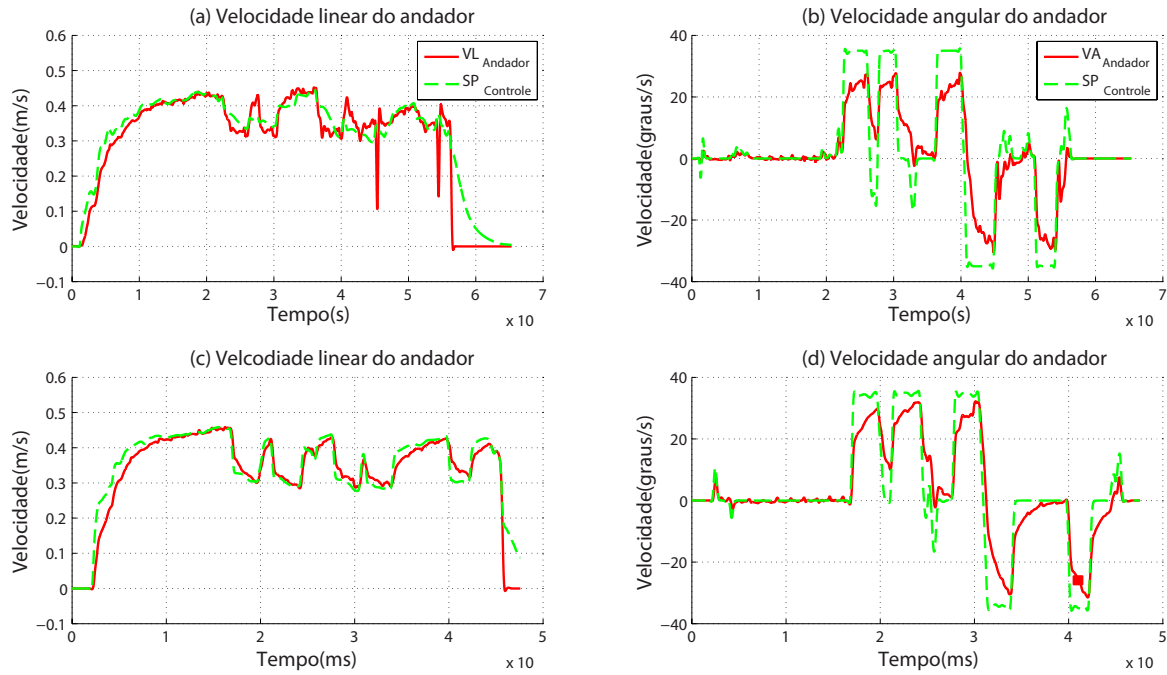 (a) Velocidade linear do andador
Velocidade(m/s)
0.6
0.5
0.4
0.3
0.2
0.1
0
−0.1
VL Andador
SP Controle
0 1 2 3 4 5 6 7
Tempo(s)
x 10
(b) Velocidade angular do andador
Velocidade(graus/s)
40
20
0
−20
−40
VA Andador
SP Controle
0 1 2 3 4 5 6 7
Tempo(s)
x 10
(c) Velcodiade linear do andador
Velocidade(m/s)
0.6
0.5
0.4
0.3
0.2
0.1
0
−0.1
0 1 2 3 4 5
Tempo(ms)
x 10
(d) Velocidade angular do andador
Velocidade(graus/s)
40
20
0
−20
−40
0 1 2 3 4 5
Tempo(ms)
x 10